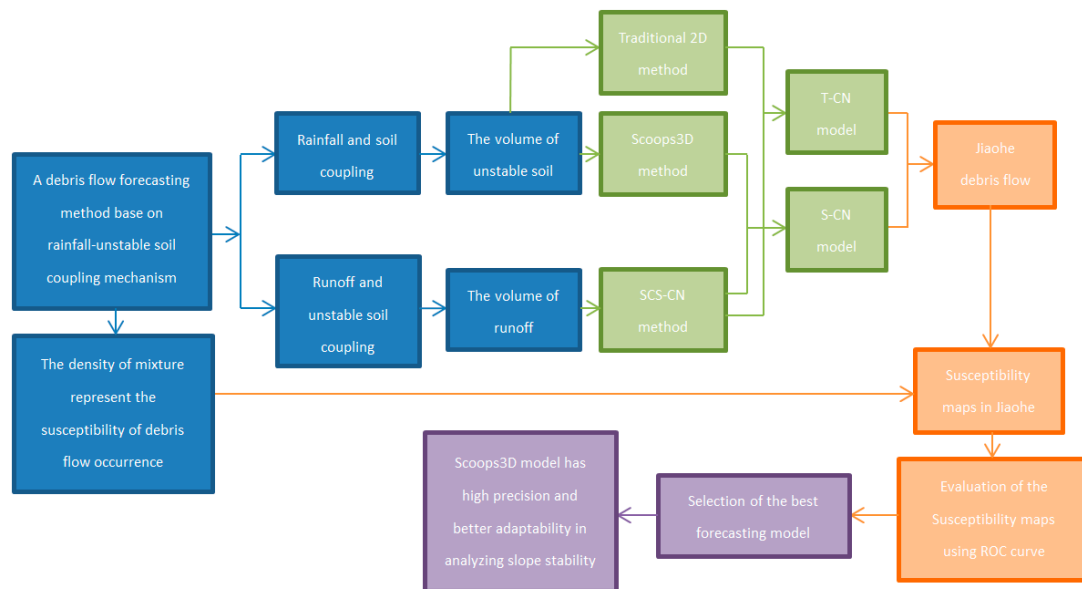 A debris flow forecasting
method base on
rainfall-unstable soil
coupling mechanism
The density of mixture
represent the
susceptibility of debris
flow occurrence
Rainfall and soil
coupling
Runoff and
unstable soil
coupling
The volume of
unstable soil
The volume of
runoff
Traditional 2D
method
Scoops3D
method
SCS-CN
method
T-CN
model
S-CN
model
Jiaohe
debris flow
Susceptibility
maps in Jiaohe
Evaluation of the
Susceptibility maps
using ROC curve
Selection of the best
forecasting model
Scoops3D model has
high precision and
better adaptability in
analyzing slope stability